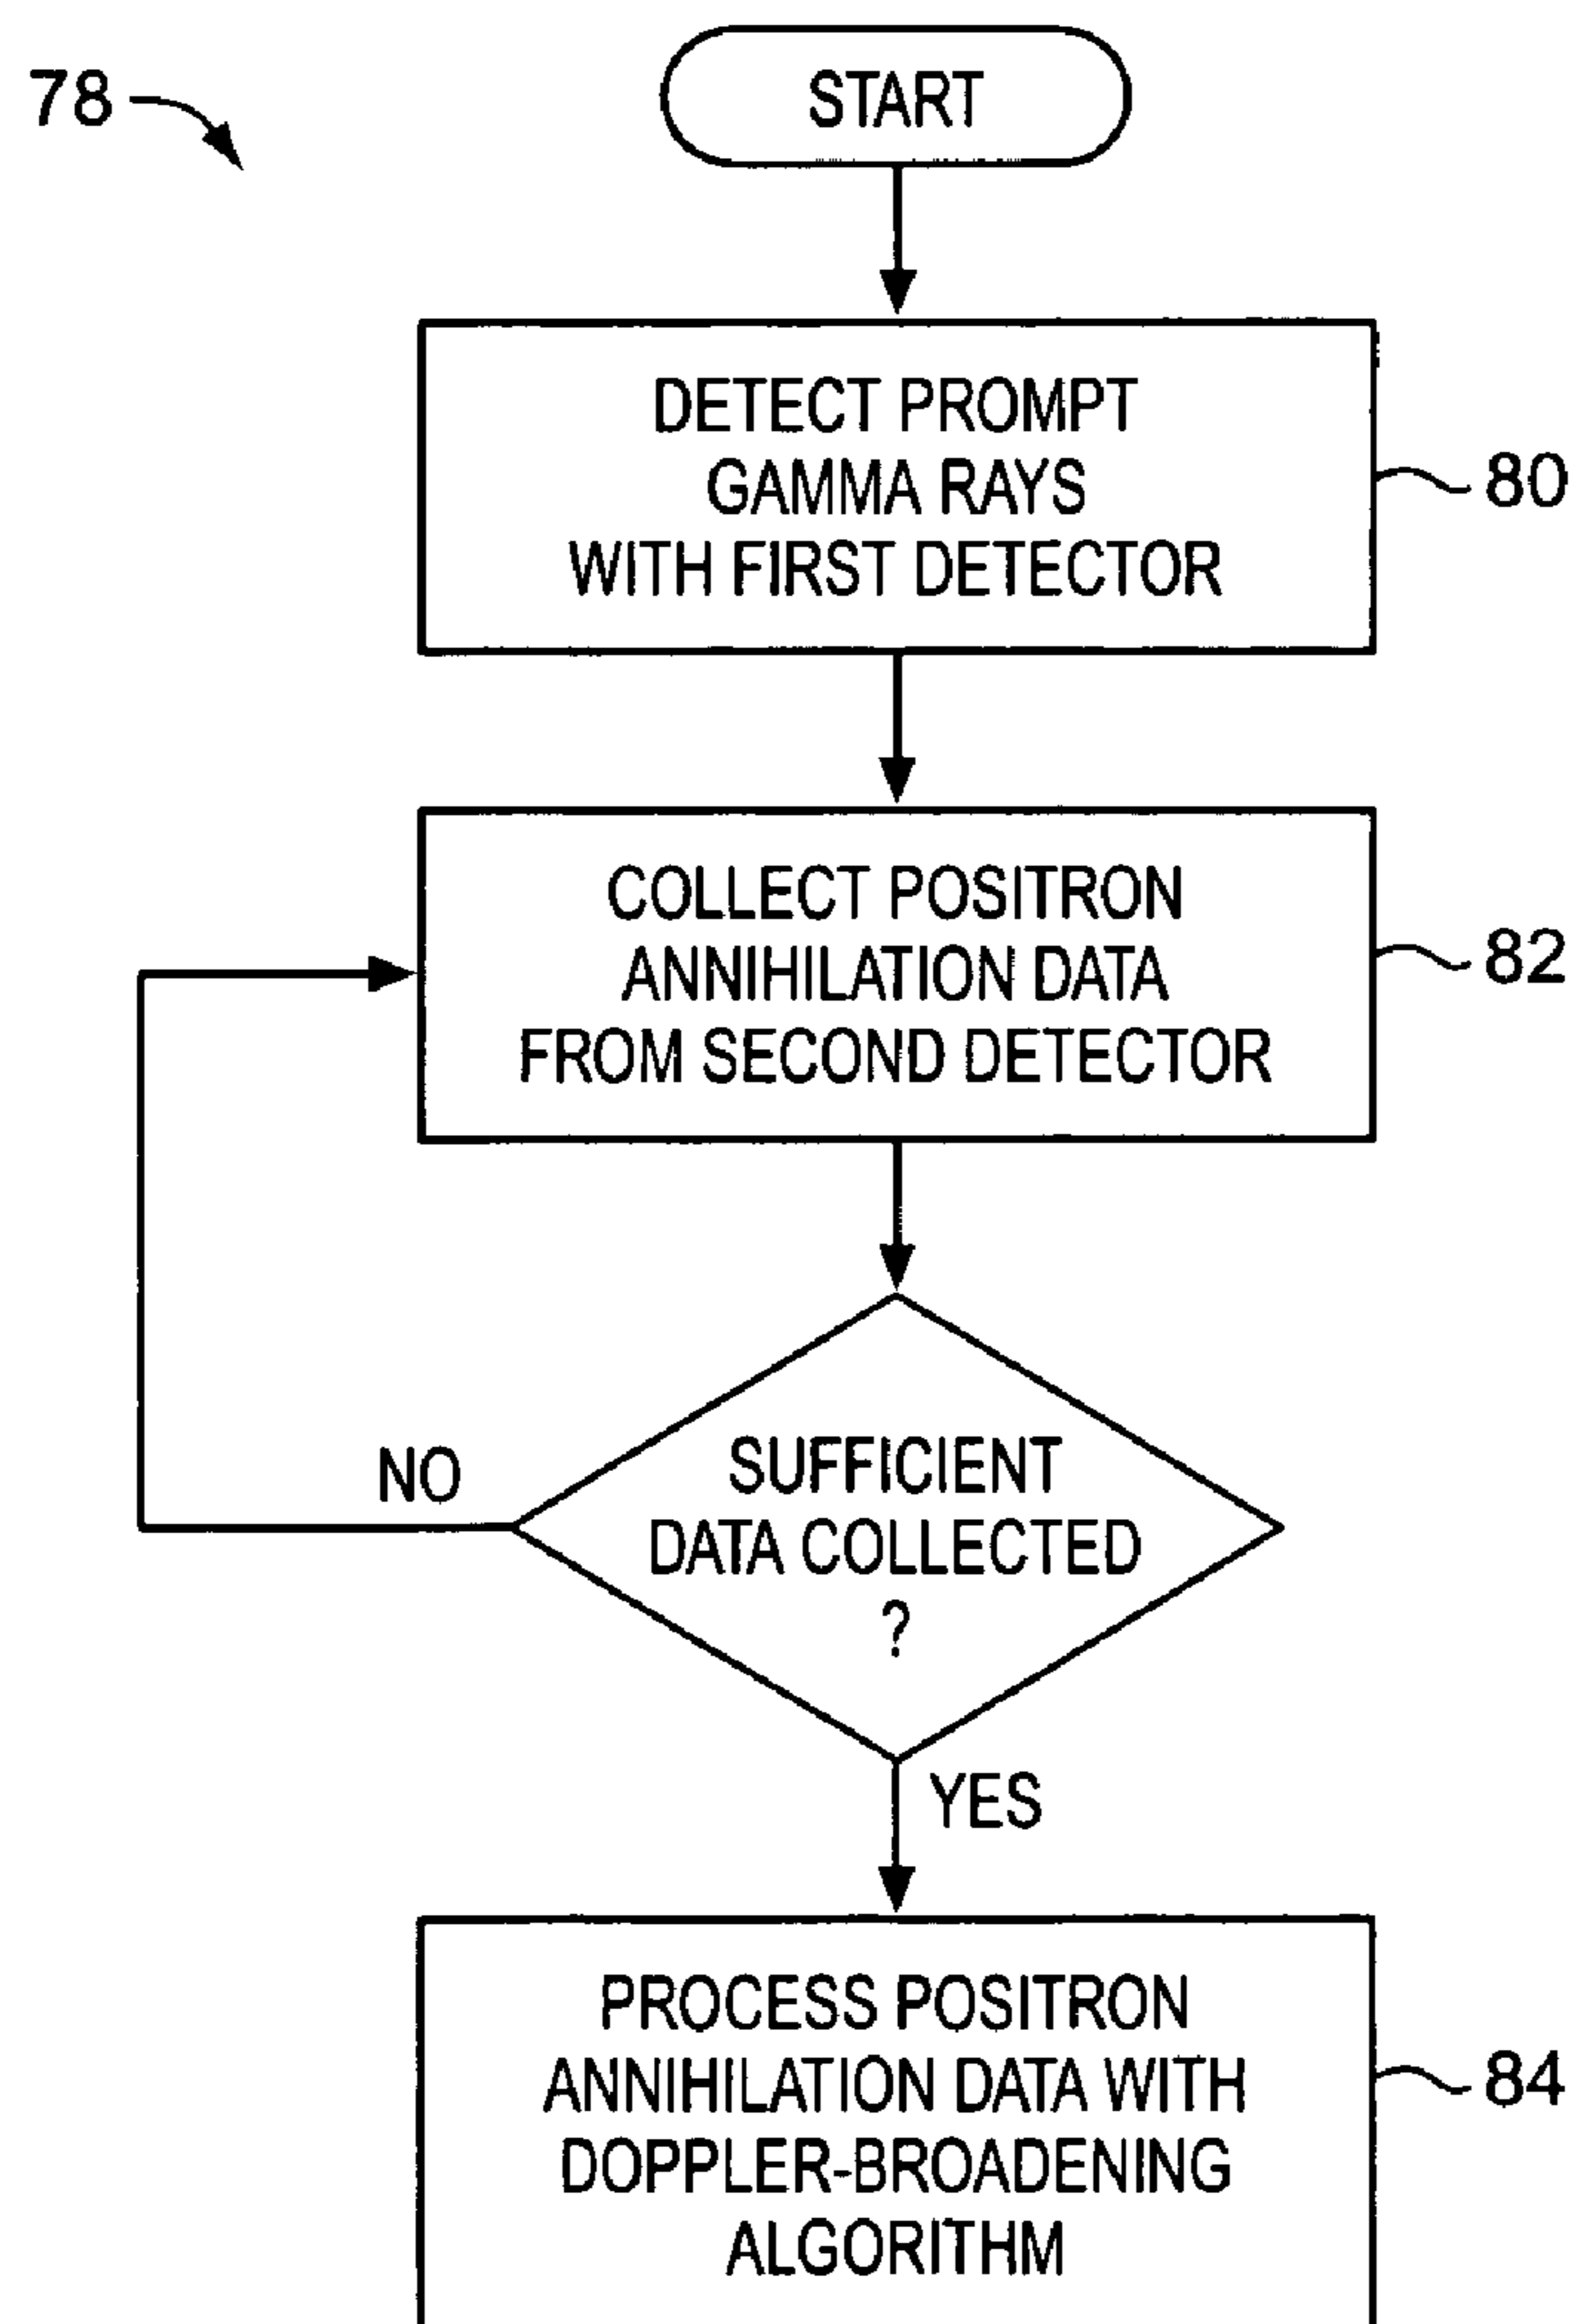 78
START
DETECT PROMPT
GAMMA RAYS
WITH FIRST DETECTOR
80
COLLECT POSITRON
ANNIHILATION DATA
FROM SECOND DETECTOR
82
NO
SUFFICIENT
DATA COLLECTED
?
YES
PROCESS POSITRON
ANNIHILATION DATA WITH
DOPPLER-BROADENING
ALGORITHM
84